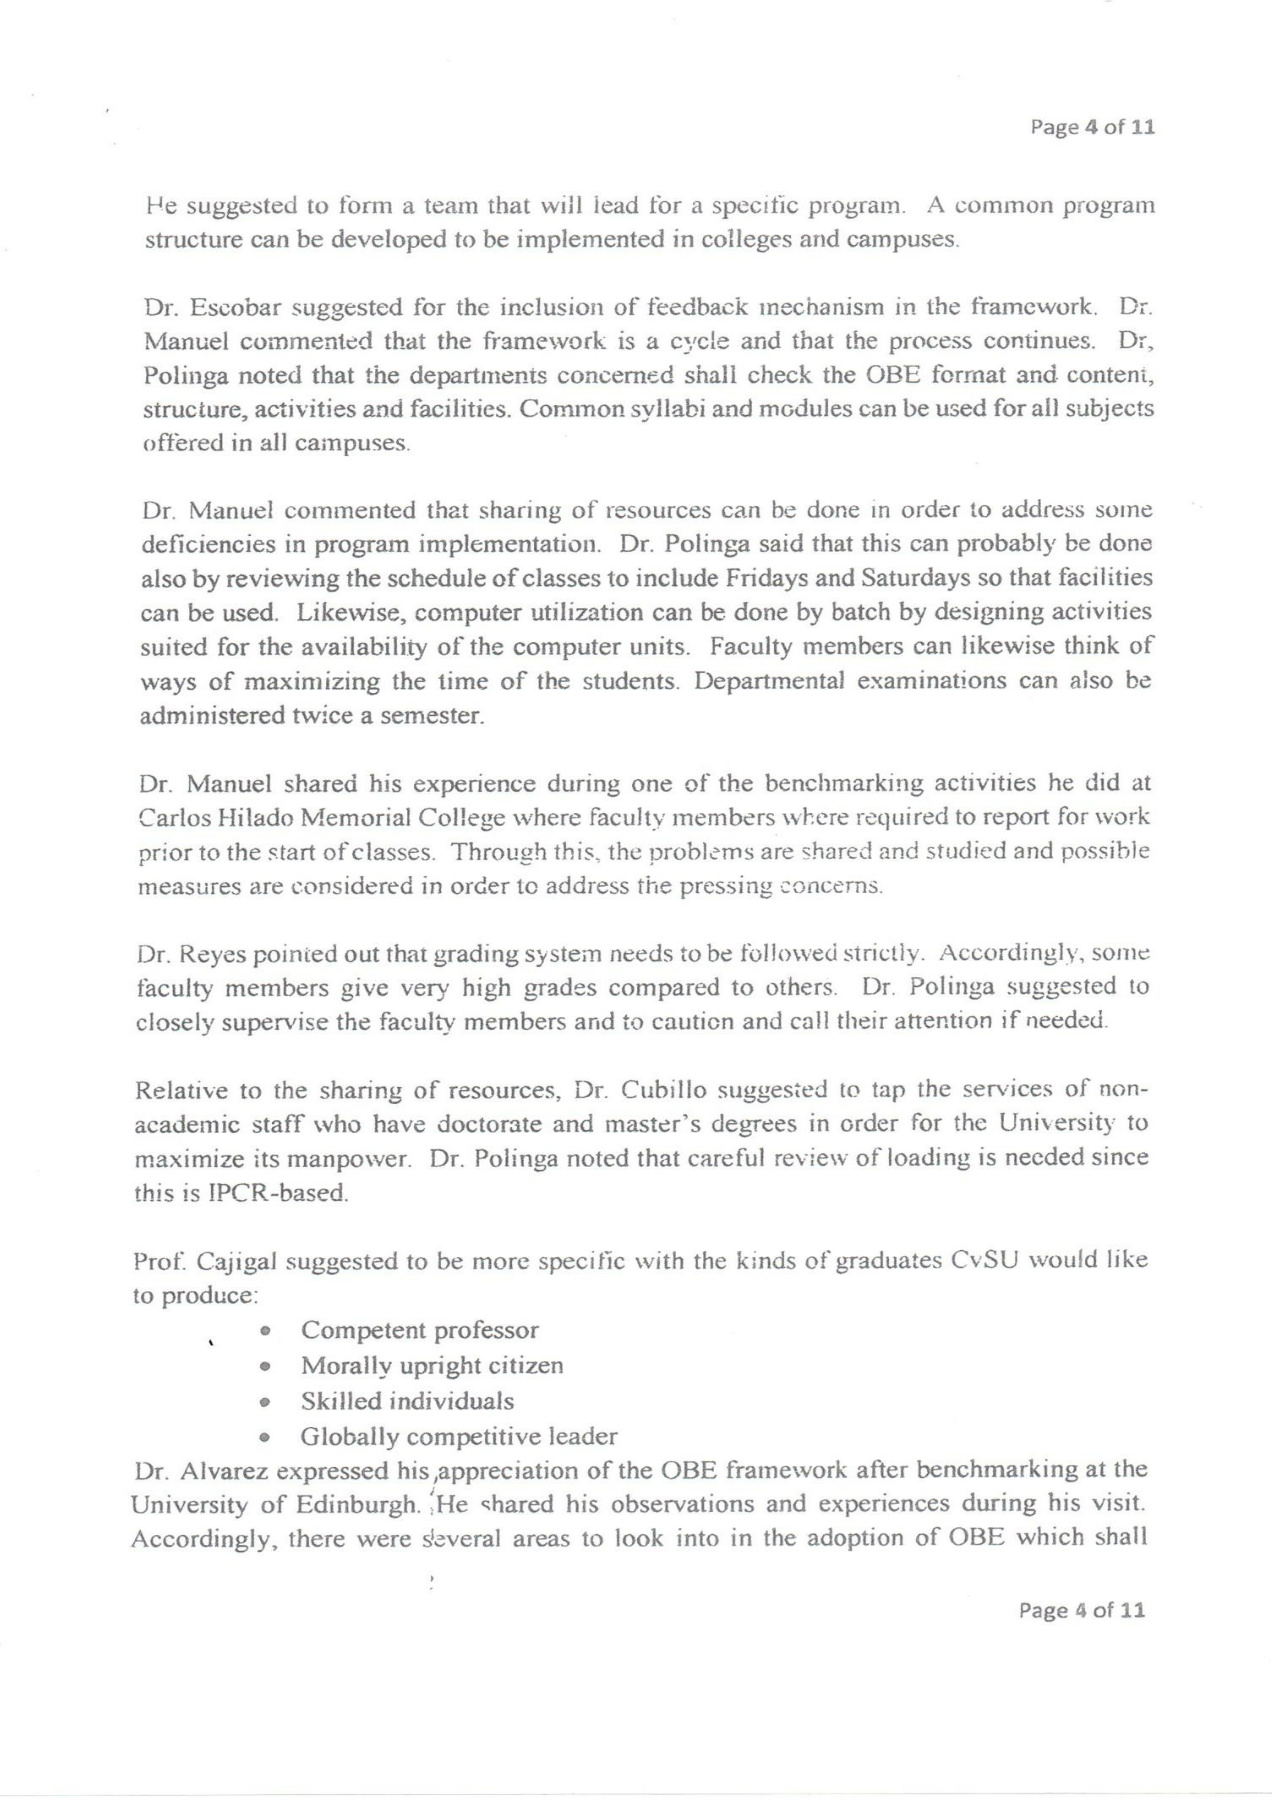 Page 4 of 11
He suggested to form a team that will lead for a specific program. A common program
structure can be developed to be implemented in colleges and campuses.
Dr. Escobar suggested for the inclusion of feedback mechanism in the framework. Dr.
Manuel commented that the framework is a cycle and that the process continues. Dr,
Polinga noted that the departments concerned shall check the OBE format and content,
structure, activities and facilities. Common syllabi and modules can be used for all subjects
offered in all campuses.
Dr. Manuel commented that sharing of resources can be done in order to address some
deficiencies in program implementation. Dr. Polinga said that this can probably be done
also by reviewing the schedule of classes to include Fridays and Saturdays so that facilities
can be used. Likewise, computer utilization can be done by batch by designing activities
suited for the availability of the computer units. Faculty members can likewise think of
ways of maximizing the time of the students. Departmental examinations can also be
administered twice a semester.
Dr. Manuel shared his experience during one of the benchmarking activities he did at
Carlos Hilado Memorial College where faculty members where required to report for work
prior to the start of classes. Through this, the problems are shared and studied and possible
measures are considered in order to address the pressing concerns.
Dr. Reyes pointed out that grading system needs to be followed strictly. Accordingly, some
faculty members give very high grades compared to others. Dr. Polinga suggested to
closely supervise the faculty members and to caution and call their attention if needed.
Relative to the sharing of resources, Dr. Cubillo suggested to tap the services of non-
academic staff who have doctorate and master's degrees in order for the University to
maximize its manpower. Dr. Polinga noted that careful review of loading is needed since
this is IPCR-based.
Prof. Cajigal suggested to be more specific with the kinds of graduates CvSU would like
to produce:
• Competent professor
• Morally upright citizen
• Skilled individuals
• Globally competitive leader
Dr. Alvarez expressed his appreciation of the OBE framework after benchmarking at the
University of Edinburgh. He shared his observations and experiences during his visit.
Accordingly, there were several areas to look into in the adoption of OBE which shall
Page 4 of 11